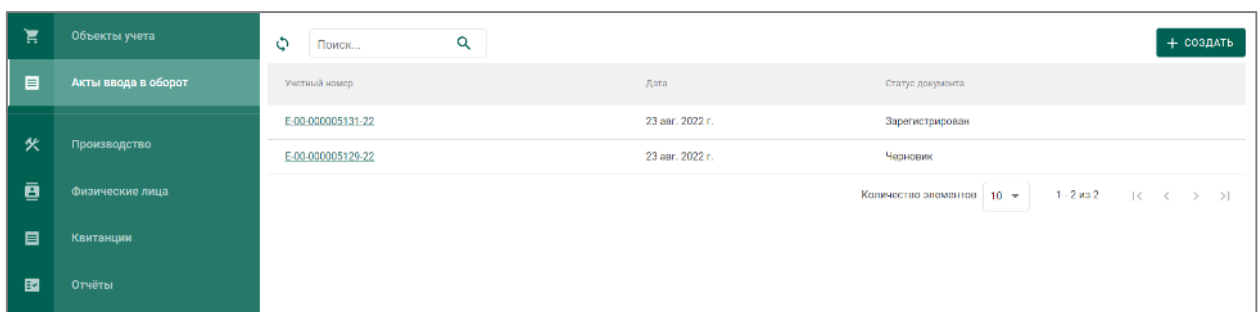 Объекты учета
Акты ввода в оборот
Производство
Физические лица
Квитанции
Отчёты
Поиск...
+ СОЗДАТЬ
Учетный номер Дата Статус документа
E-00-000005131-22 23 авг. 2022 г. Зарегистрирован
E-00-000005129-22 23 авг. 2022 г. Черновик
Количество элементов 10 1 - 2 из 2